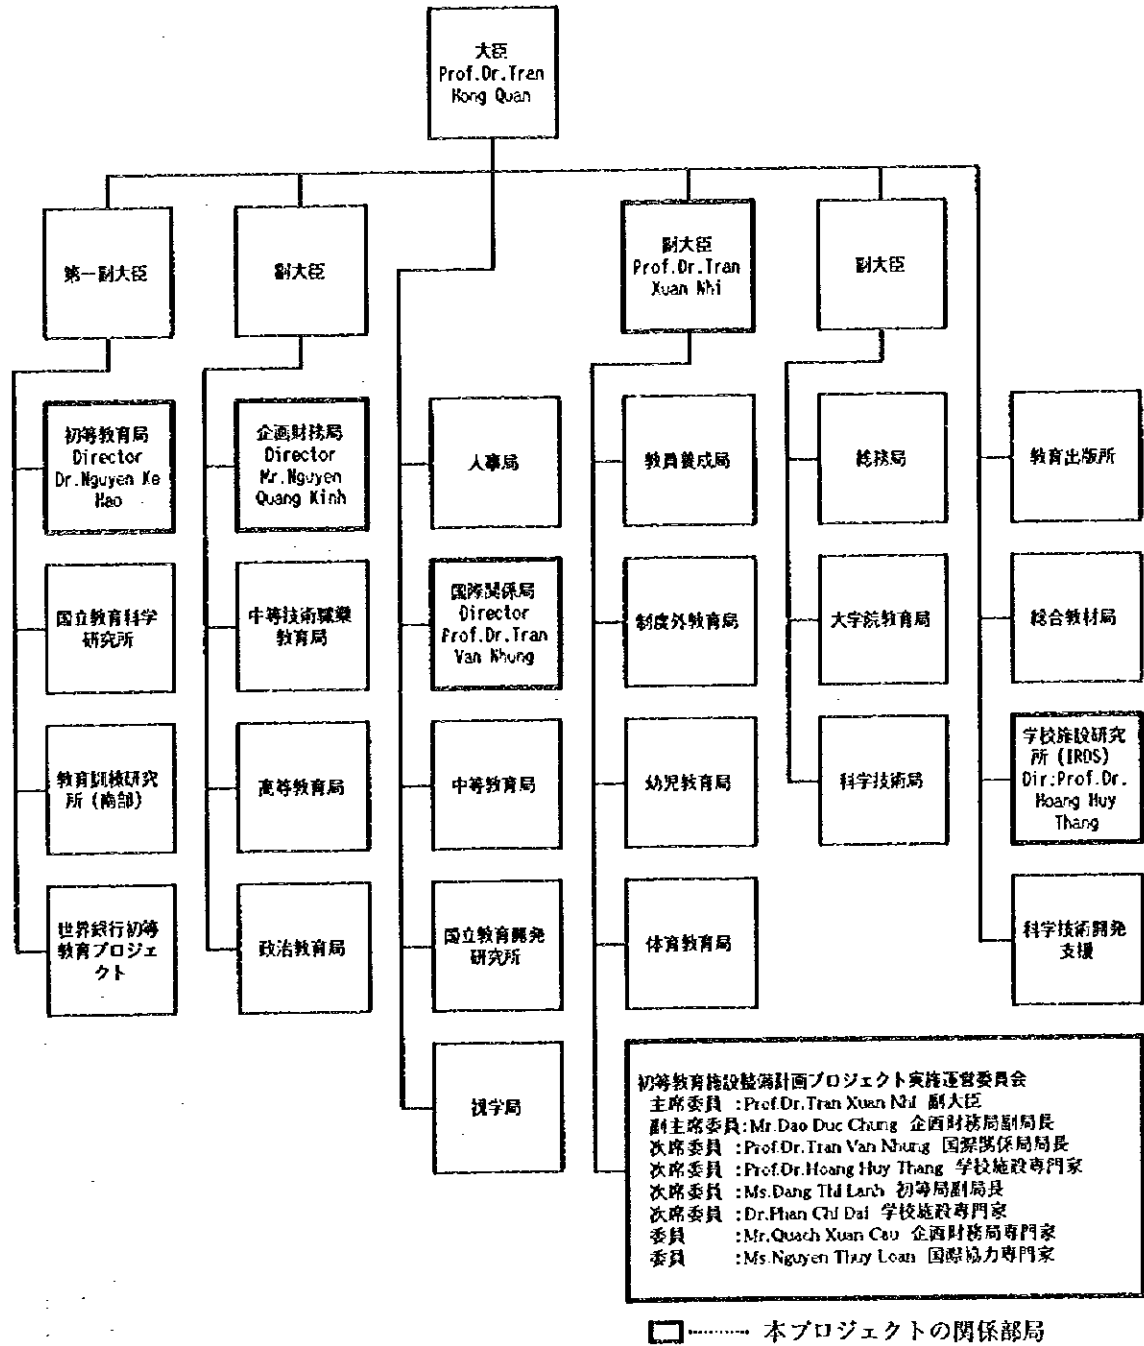 大臣
Prof.Dr.Tran
Hong Quan
第一副大臣
副大臣
副大臣
Prof.Dr.Tran
Xuan Nhi
副大臣
初等教育局
Director
Dr.Nguyen Ke
Hao
企画財務局
Director
Mr.Nguyen
Quang Kinh
人事局
教員養成局
総務局
教育出版所
国立教育科学
研究所
中等技術職業
教育局
国際関係局
Director
Prof.Dr.Tran
Van Nhung
制度外教育局
大学院教育局
総合教材局
教育訓練研究
所(南部)
高等教育局
中等教育局
幼児教育局
科学技術局
学校施設研究
所(IRDS)
Dir:Prof.Dr.
Hoang Huy
Thang
世界銀行初等
教育プロジェ
クト
政治教育局
国立教育開発
研究所
体育教育局
科学技術開発
支援
視学局
初等教育施設整備計画プロジェクト実施運営委員会
主席委員 :Prof.Dr.Tran Xuan Nhi 副大臣
副主席委員:Mr.Dao Duc Chung 企画財務局副局長
次席委員 :Prof.Dr.Tran Van Nhung 国際関係局局長
次席委員 :Prof.Dr.Hoang Huy Thang 学校施設専門家
次席委員 :Ms.Dang Thi Lanh 初等局副局長
次席委員 :Dr.Phan Chi Dai 学校施設専門家
委員 :Mr.Quach Xuan Cau 企画財務局専門家
委員 :Ms.Nguyen Thuy Loan 国際協力専門家
本プロジェクトの関係部局